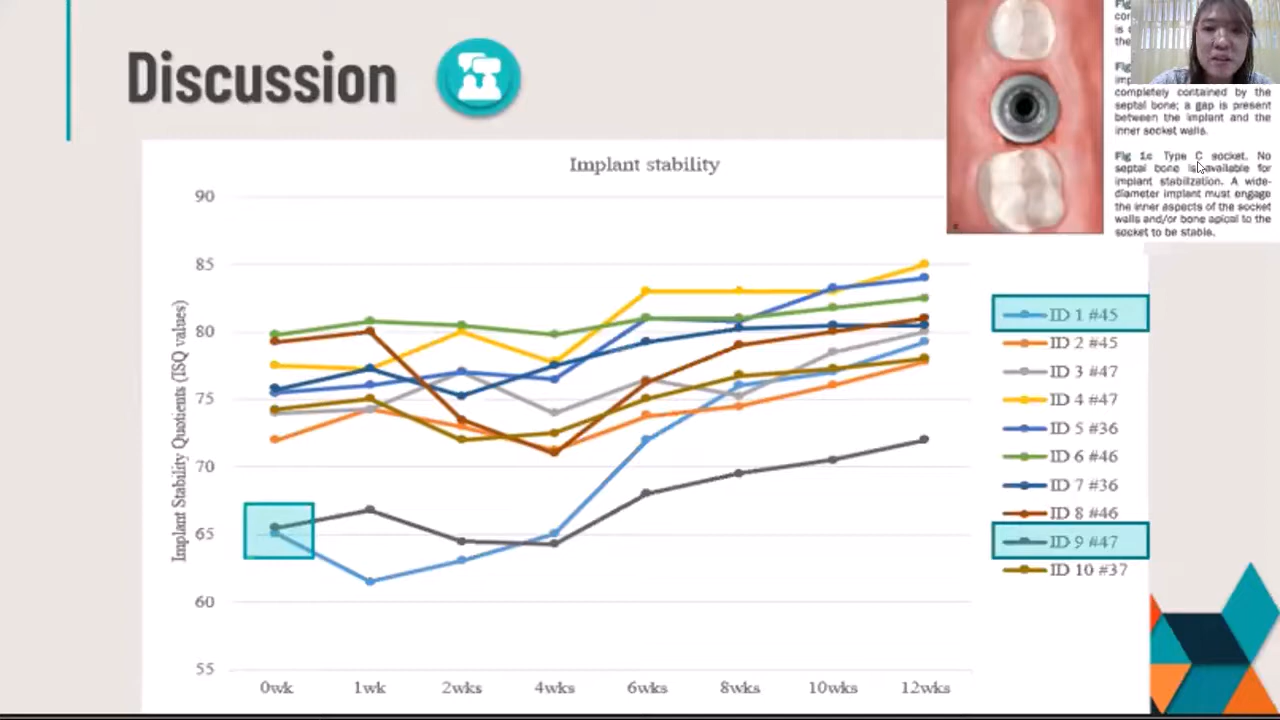 Discussion
completely contained by the
septal bone; a gap is present
between the implant and the
inner socket walls.
Fig 1c Type C socket. No
septal bone is available for
implant stabilization. A wide-
diameter implant must engage
the inner aspects of the socket
walls and/or bone apical to the
socket to be stable.
Implant stability
Implant Stability Quotients (ISQ values)
90
85
80
75
70
65
60
55
0wk 1wk 2wks 4wks 6wks 8wks 10wks 12wks
ID 1 #45
ID 2 #45
ID 3 #47
ID 4 #47
ID 5 #36
ID 6 #46
ID 7 #36
ID 8 #46
ID 9 #47
ID 10 #37